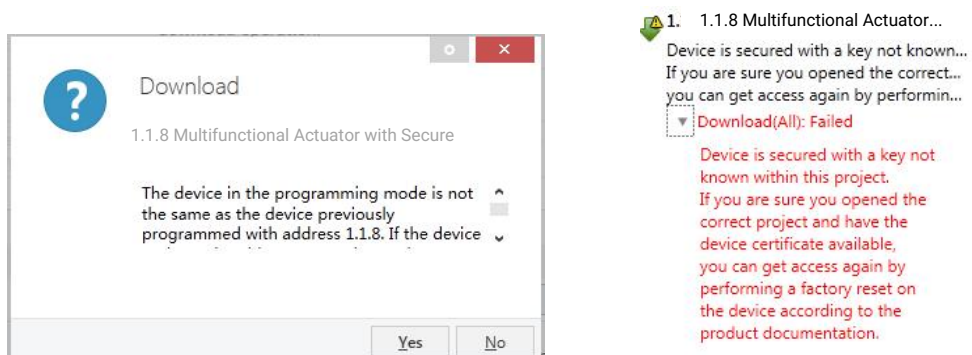 Download
1.1.8 Multifunctional Actuator with Secure
The device in the programming mode is not
the same as the device previously
programmed with address 1.1.8. If the device
Yes
No
1. 1.1.8 Multifunctional Actuator...
Device is secured with a key not known...
If you are sure you opened the correct...
you can get access again by performin...
Download(All): Failed
Device is secured with a key not
known within this project.
If you are sure you opened the
correct project and have the
device certificate available,
you can get access again by
performing a factory reset on
the device according to the
product documentation.